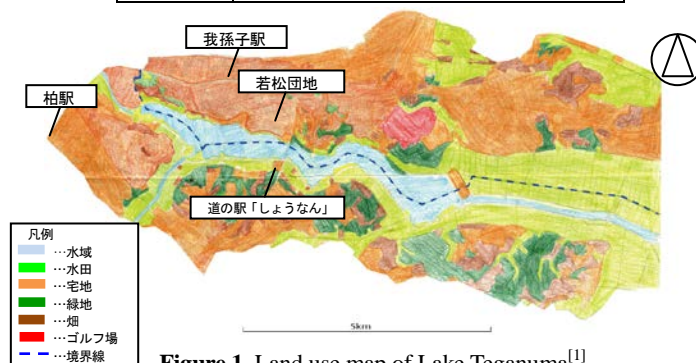 我孫子駅
若松団地
柏駅
道の駅「しょうなん」
凡例
…水域
…水田
…宅地
…緑地
…畑
…ゴルフ場
…境界線
5km
Figure 1. Land use map of Lake Teganuma[1]